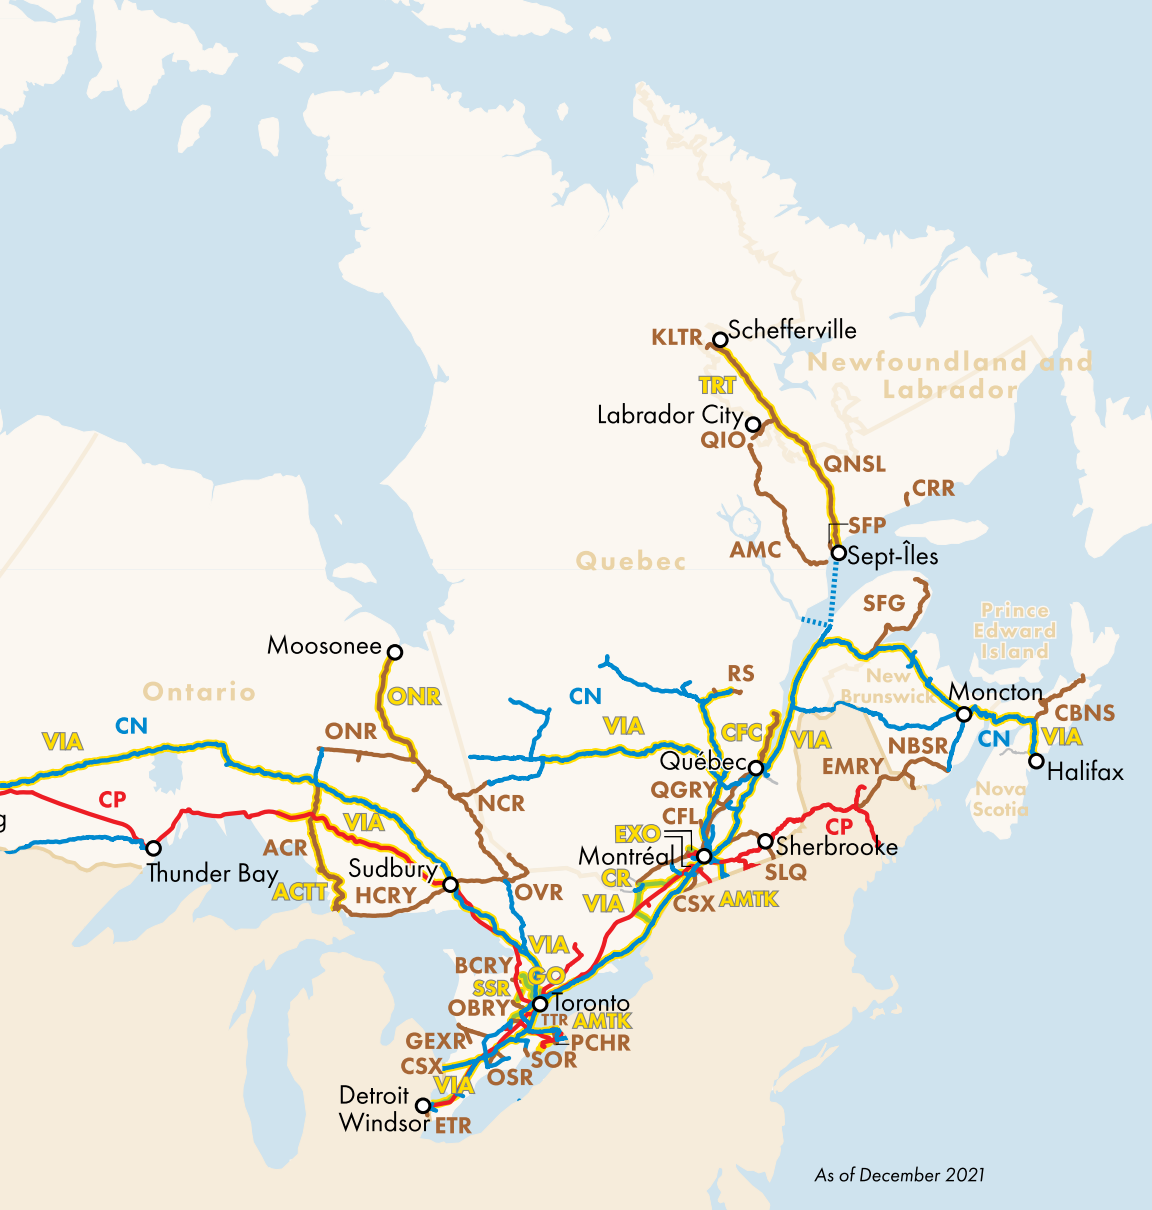 KLTR
Schefferville
Newfoundland and
Labrador
TRT
Labrador City
QIO
QNSL
CRR
SFP
AMC
Sept-Îles
Quebec
SFG
Prince
Edward
Island
Moosonee
RS
New
Brunswick
Ontario
ONR
CN
Moncton
CBNS
CN
ONR
VIA
CFC
VIA
CN
VIA
VIA
NBSR
Québec
EMRY
Halifax
QGRY
Nova
Scotia
CP
NCR
CFL
VIA
EXO
CP
g
ACR
Montréal
Sherbrooke
Thunder Bay
Sudbury
CR
SLQ
ACTT
HCRY
OVR
VIA
CSX
AMTK
VIA
BCRY
GO
SSR
OBRY
Toronto
TTR
AMTK
GEXR
PCHR
CSX
SOR
OSR
VIA
Detroit
Windsor
ETR
As of December 2021